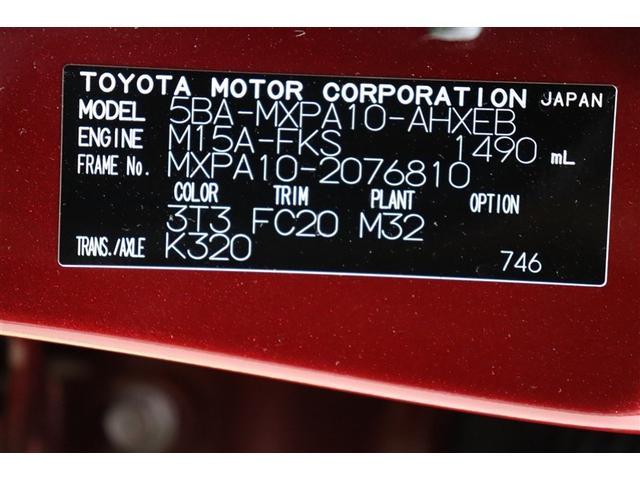 TOYOTA MOTOR CORPORATION JAPAN
MODEL 5BA-MXPA10-AHXEB
ENGINE M15A-FKS 1490 mL
FRAME No. MXPA10-2076810
COLOR TRIM PLANT OPTION
3T3 FC20 M32
TRANS./AXLE K320 746